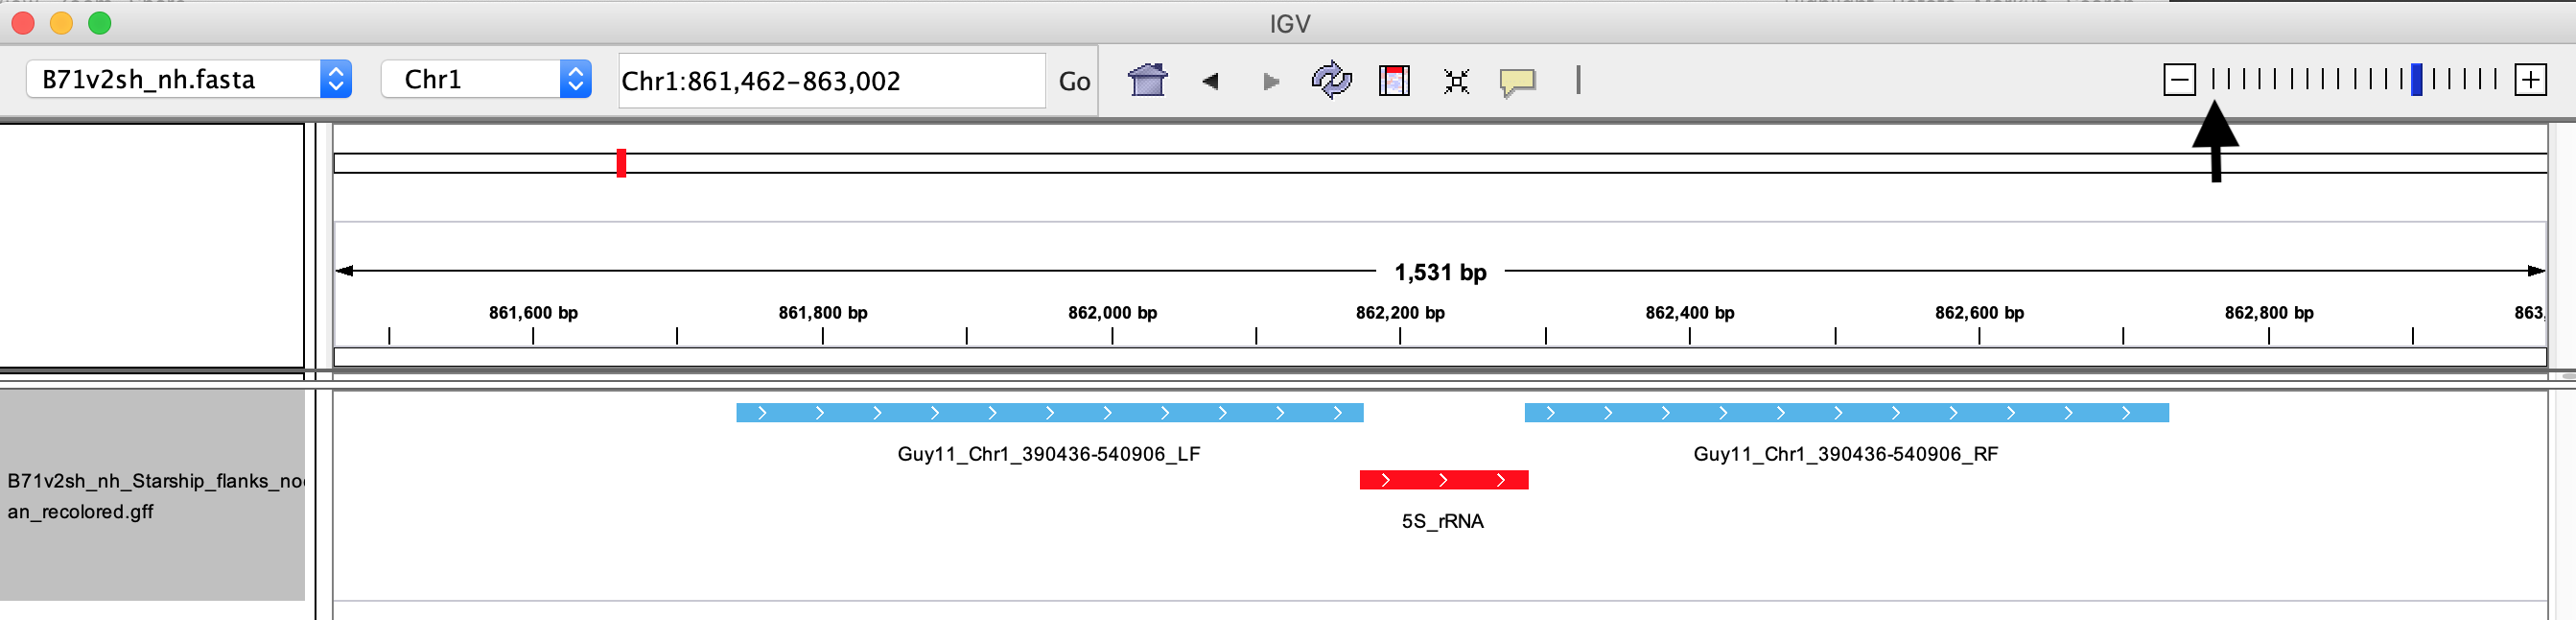 IGV
B71v2sh_nh.fasta Chr1 Chr1:861,462-863,002 Go
1,531 bp
861,600 bp 861,800 bp 862,000 bp 862,200 bp 862,400 bp 862,600 bp 862,800 bp 863,
Guy11_Chr1_390436-540906_LF Guy11_Chr1_390436-540906_RF
B71v2sh_nh_Starship_flanks_no
an_recolored.gff
5S_rRNA